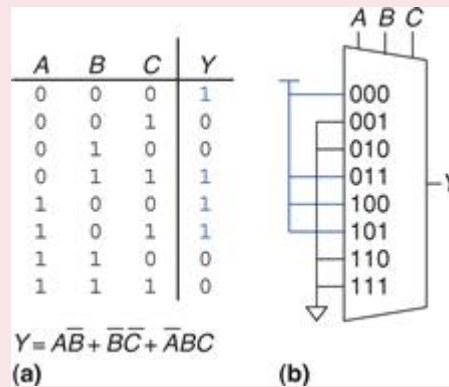 A B C
A B C Y
0 0 0 1
0 0 1 0
0 1 0 0
0 1 1 1
1 0 0 1
1 0 1 1
1 1 0 0
1 1 1 0
000
001
010
011
100
101
110
111
Y
Y = AB̅ + B̅C̅ + A̅BC
(a)
(b)